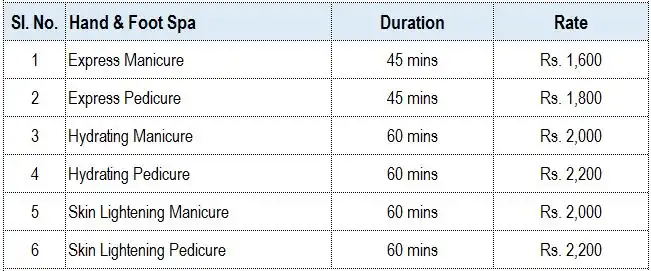 Sl. No. Hand & Foot Spa Duration Rate
1 Express Manicure 45 mins Rs. 1,600
2 Express Pedicure 45 mins Rs. 1,800
3 Hydrating Manicure 60 mins Rs. 2,000
4 Hydrating Pedicure 60 mins Rs. 2,200
5 Skin Lightening Manicure 60 mins Rs. 2,000
6 Skin Lightening Pedicure 60 mins Rs. 2,200